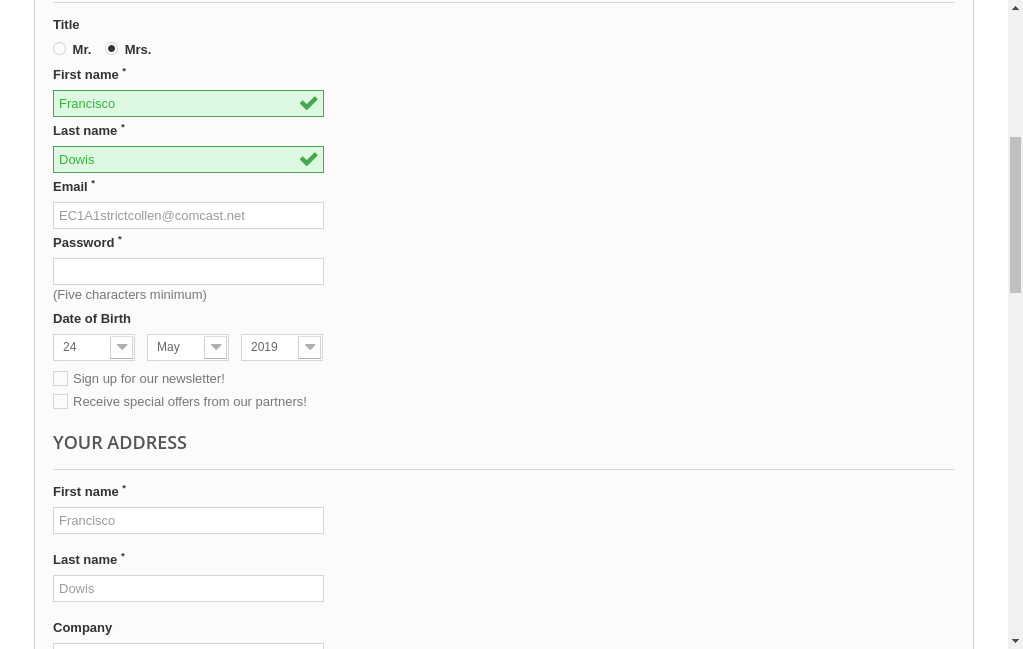 Title
Mr. Mrs.
First name *
Francisco
Last name *
Dowis
Email *
EC1A1strictcollen@comcast.net
Password *
(Five characters minimum)
Date of Birth
24 May 2019
Sign up for our newsletter!
Receive special offers from our partners!
YOUR ADDRESS
First name *
Francisco
Last name *
Dowis
Company